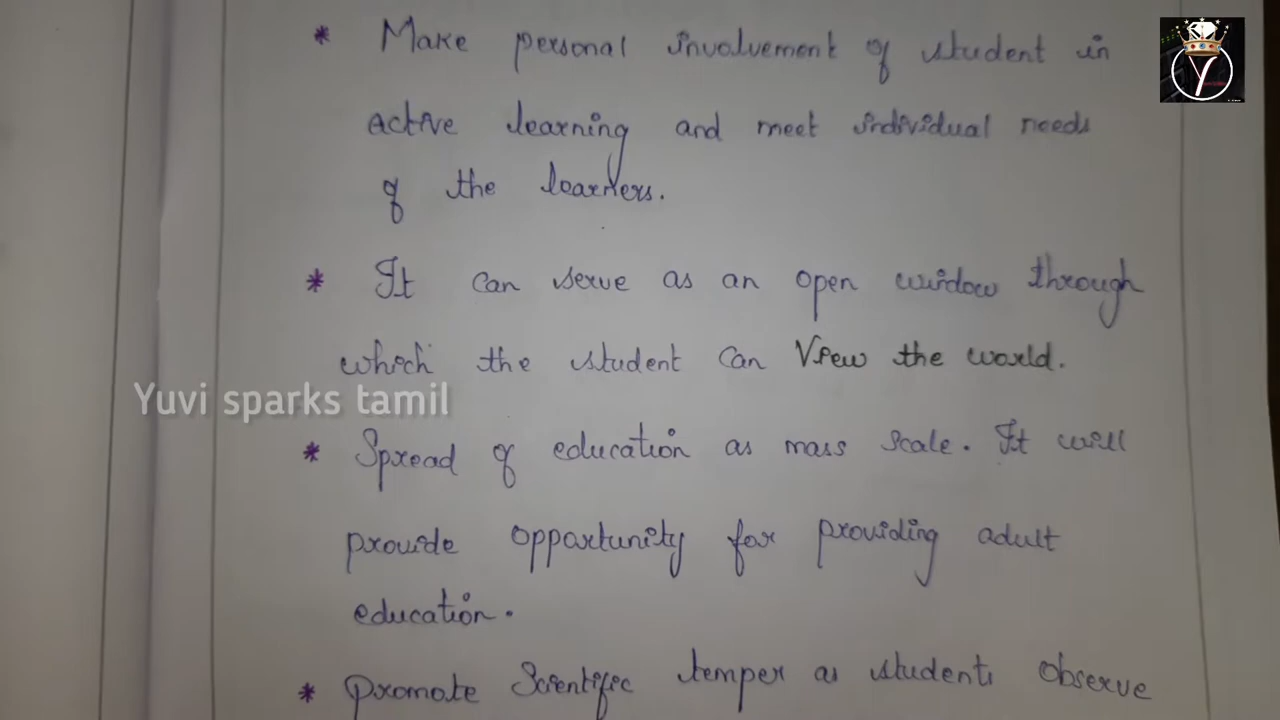 * Make personal involvement of student in
active learning and meet individual needs
of the learners.
* It can serve as an open window through
which the student can View the world.
Yuvi sparks tamil
* Spread of education as mass scale. It will
provide opportunity for providing adult
education.
* Promote Scientific temper as students observe
Y